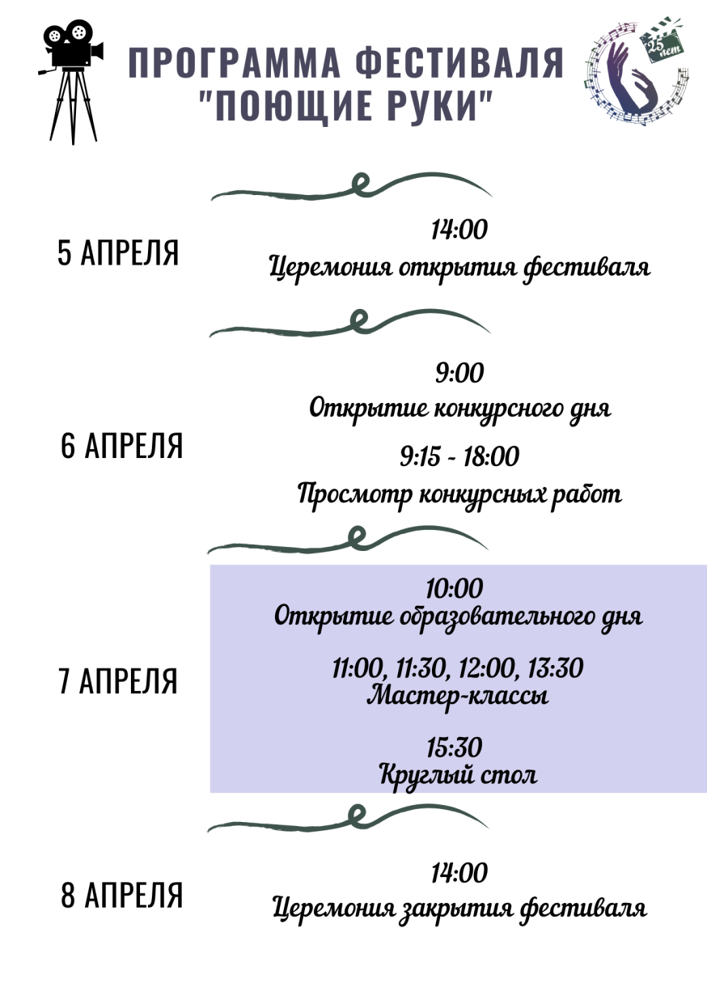 ПРОГРАММА ФЕСТИВАЛЯ
"ПОЮЩИЕ РУКИ"
25
лет
5 АПРЕЛЯ
14:00
Церемония открытия фестиваля
6 АПРЕЛЯ
9:00
Открытие конкурсного дня
9:15 - 18:00
Просмотр конкурсных работ
7 АПРЕЛЯ
10:00
Открытие образовательного дня
11:00, 11:30, 12:00, 13:30
Мастер-классы
15:30
Круглый стол
8 АПРЕЛЯ
14:00
Церемония закрытия фестиваля